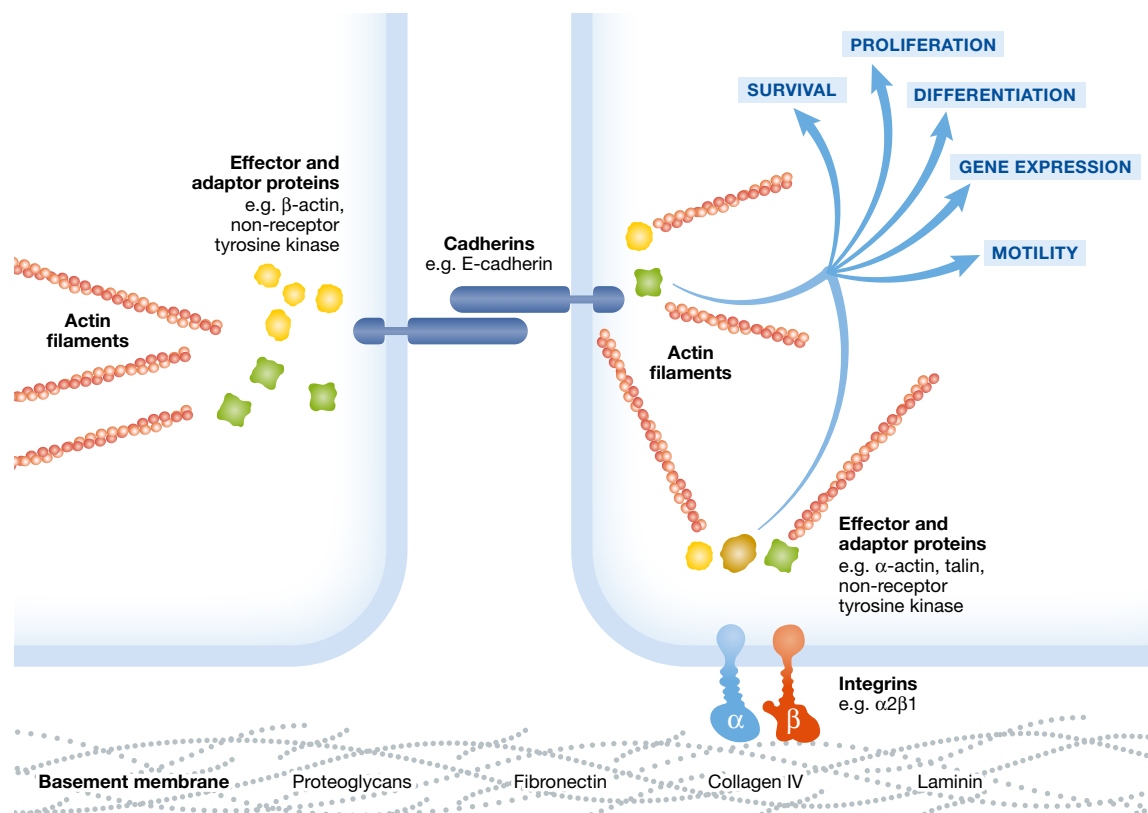 PROLIFERATION
SURVIVAL
DIFFERENTIATION
GENE EXPRESSION
MOTILITY
Effector and
adaptor proteins
e.g. β-actin,
non-receptor
tyrosine kinase
Cadherins
e.g. E-cadherin
Actin
filaments
Actin
filaments
Effector and
adaptor proteins
e.g. α-actin, talin,
non-receptor
tyrosine kinase
Integrins
e.g. α2β1
α
β
Basement membrane
Proteoglycans
Fibronectin
Collagen IV
Laminin